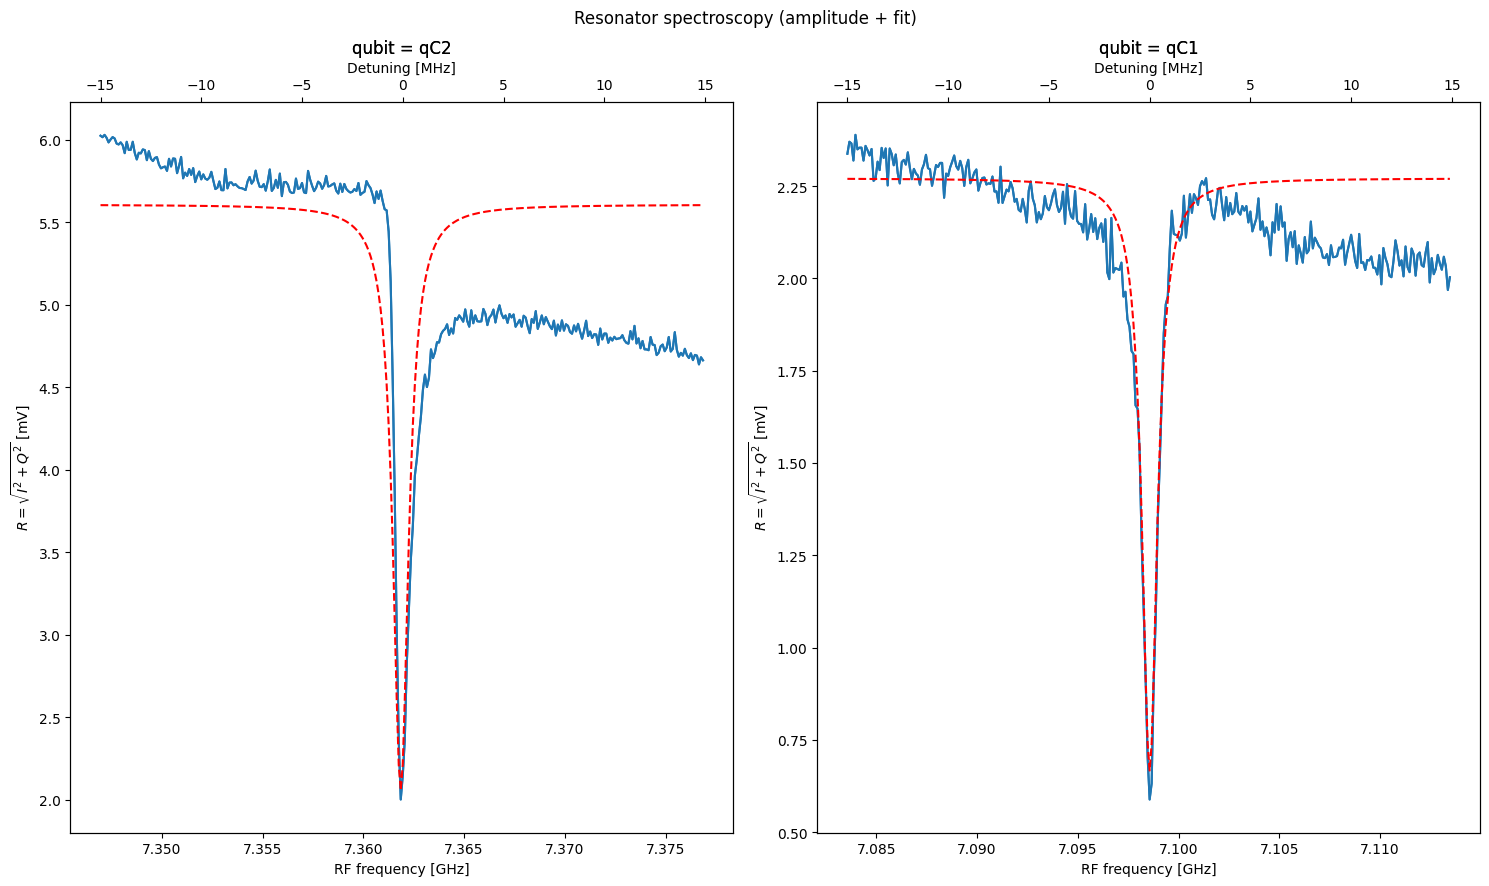 Resonator spectroscopy (amplitude + fit)
qubit = qC2
Detuning [MHz]
−15 −10 −5 0 5 10 15
6.0
5.5
5.0
4.5
4.0
3.5
3.0
2.5
2.0
R = √I² + Q² [mV]
7.350 7.355 7.360 7.365 7.370 7.375
RF frequency [GHz]
qubit = qC1
Detuning [MHz]
−15 −10 −5 0 5 10 15
2.25
2.00
1.75
1.50
1.25
1.00
0.75
0.50
R = √I² + Q² [mV]
7.085 7.090 7.095 7.100 7.105 7.110
RF frequency [GHz]